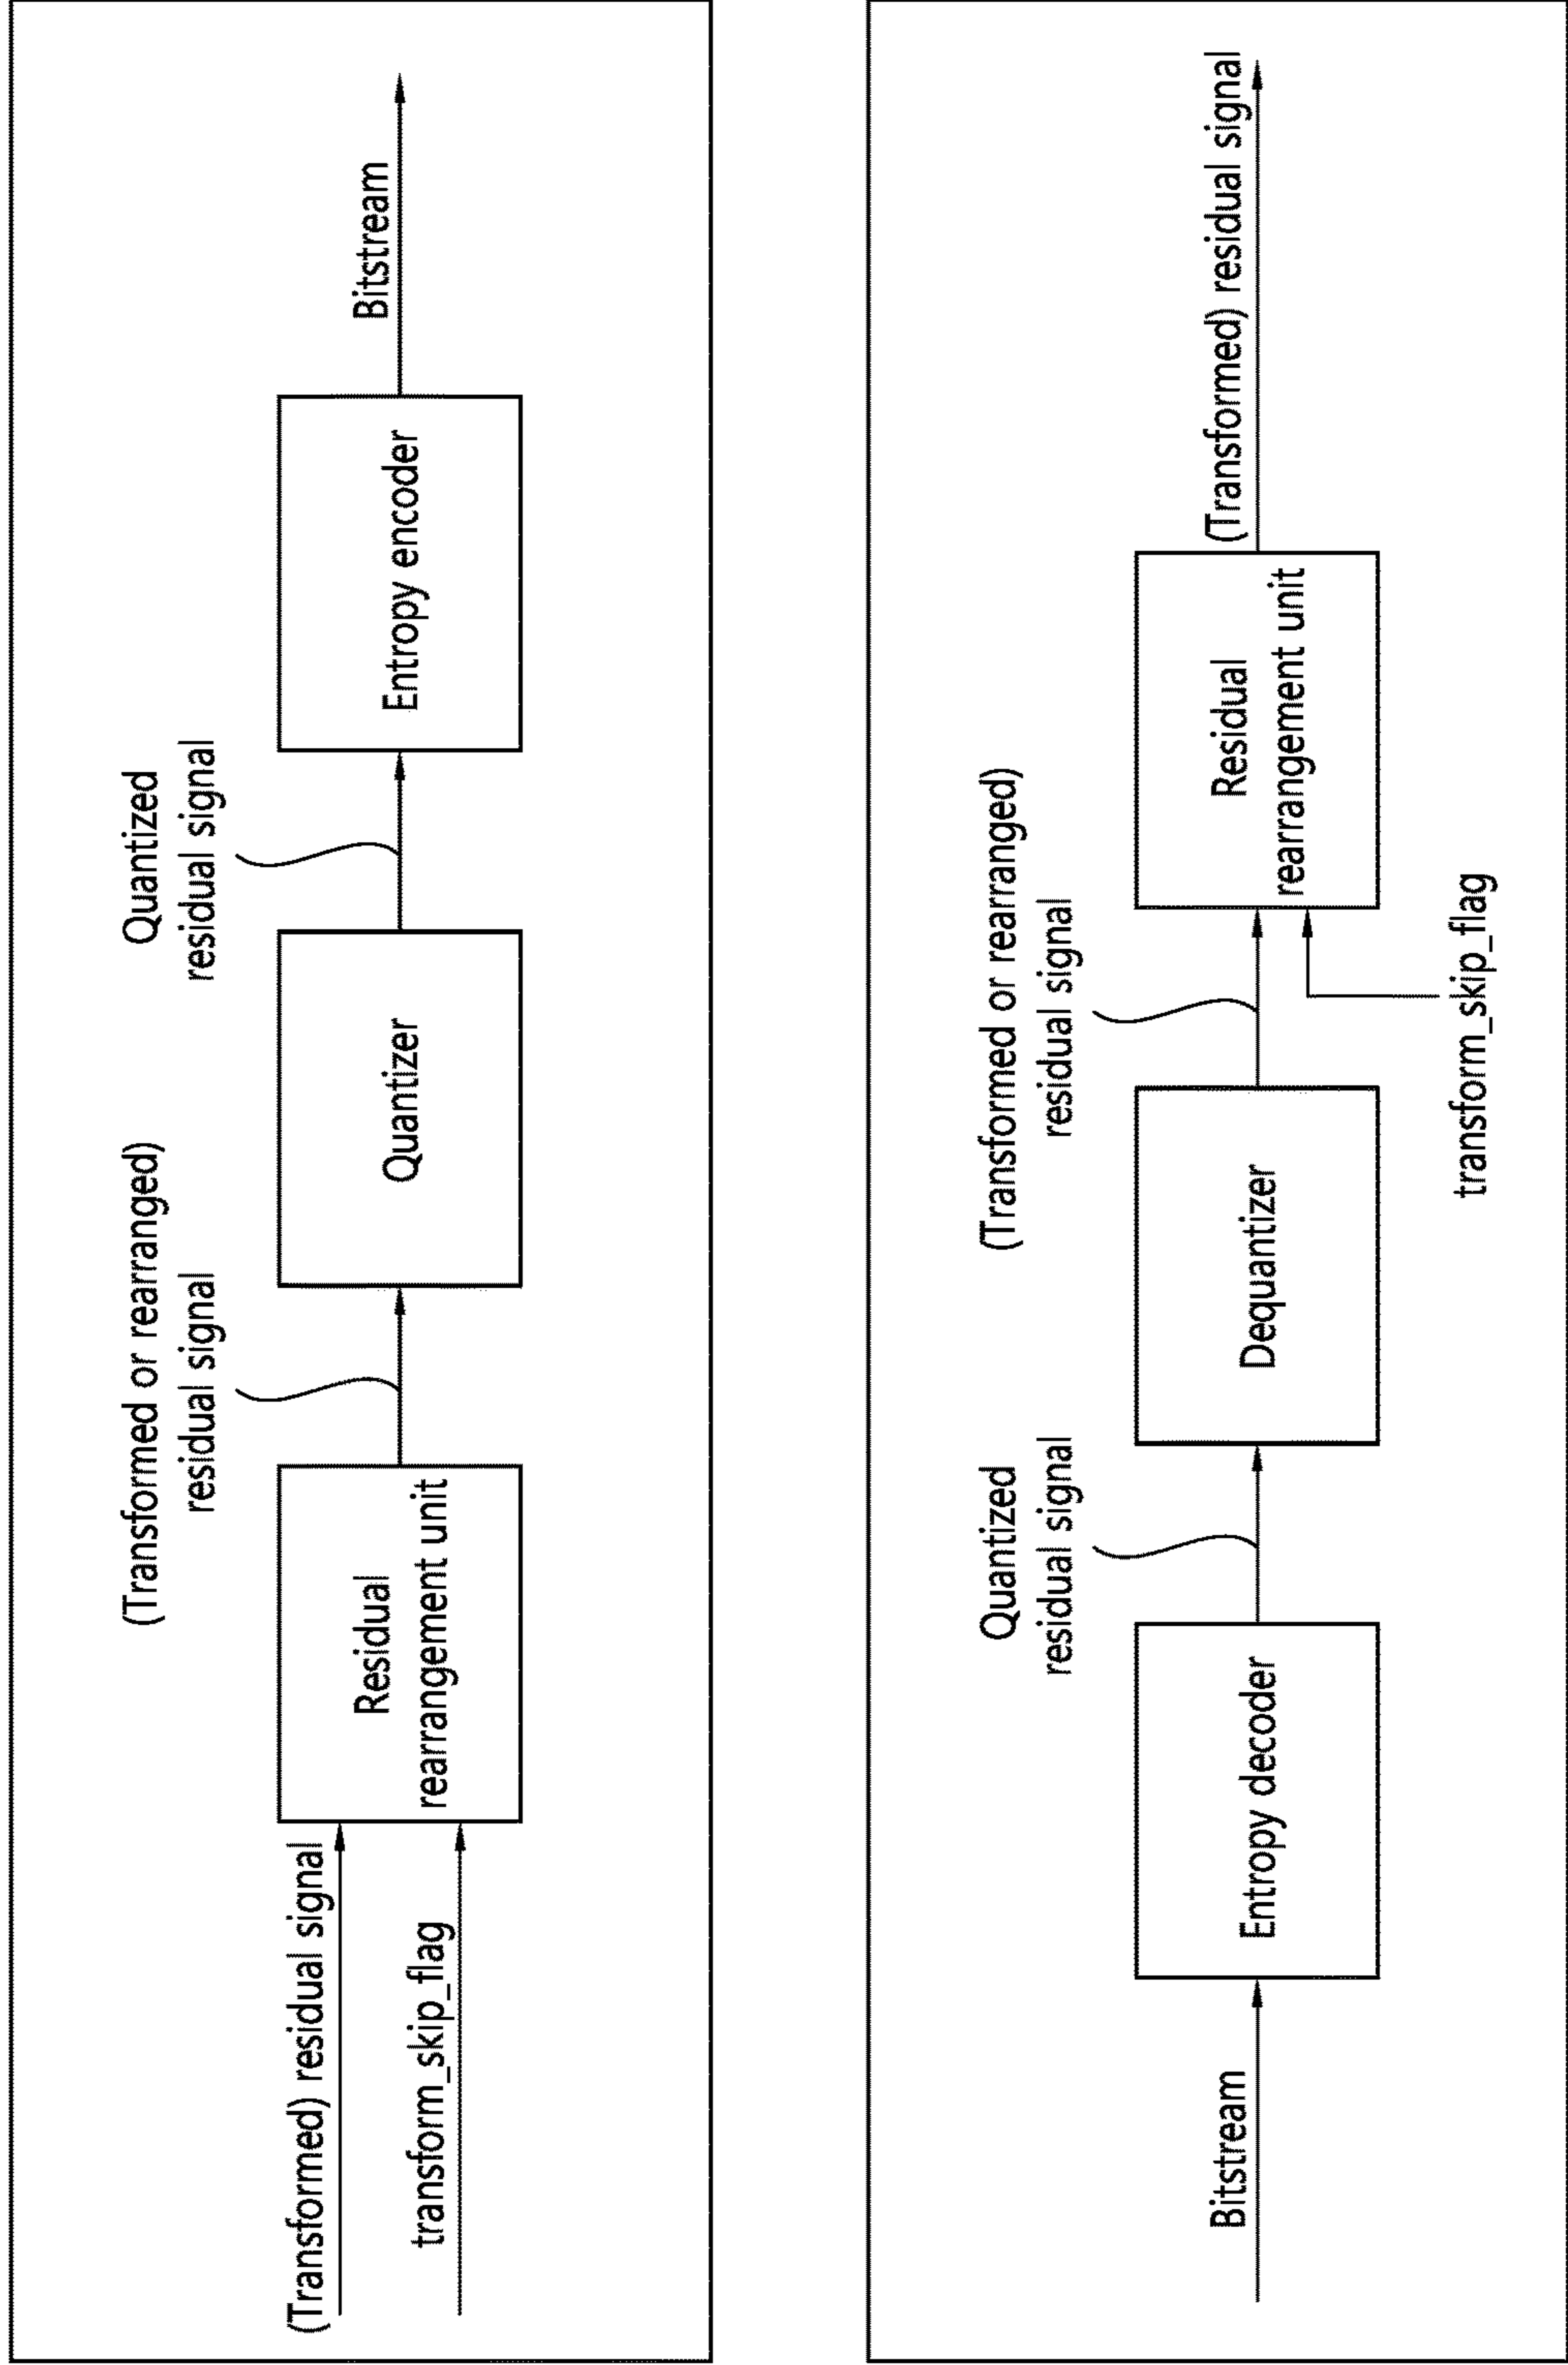 (Transformed) residual signal
transform_skip_flag
Residual
rearrangement unit
(Transformed or rearranged)
residual signal
Quantizer
Quantized
residual signal
Entropy encoder
Bitstream
Bitstream
Entropy decoder
Quantized
residual signal
Dequantizer
(Transformed or rearranged)
residual signal
transform_skip_flag
Residual
rearrangement unit
(Transformed) residual signal